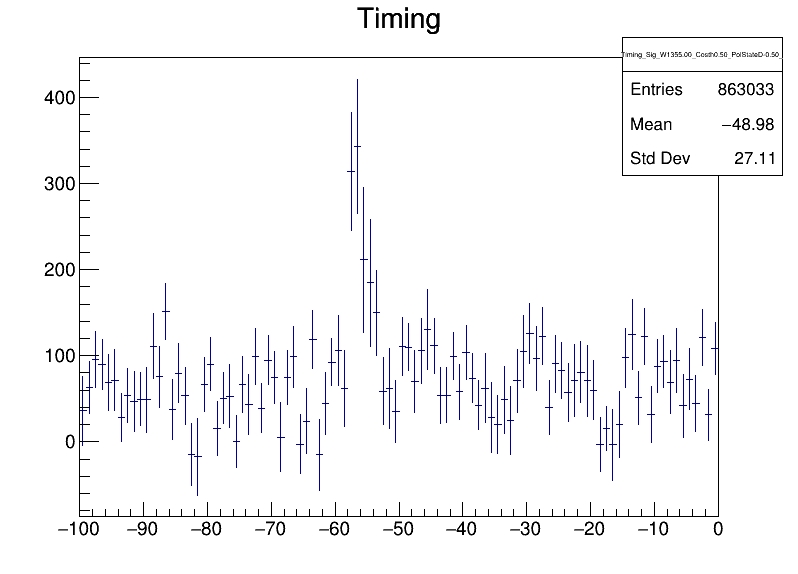 Timing
Timing_Sig_W1355.00_Costh0.50_PolStateD-0.50_
Entries 863033
Mean −48.98
Std Dev 27.11
400
300
200
100
0
−100 −90 −80 −70 −60 −50 −40 −30 −20 −10 0